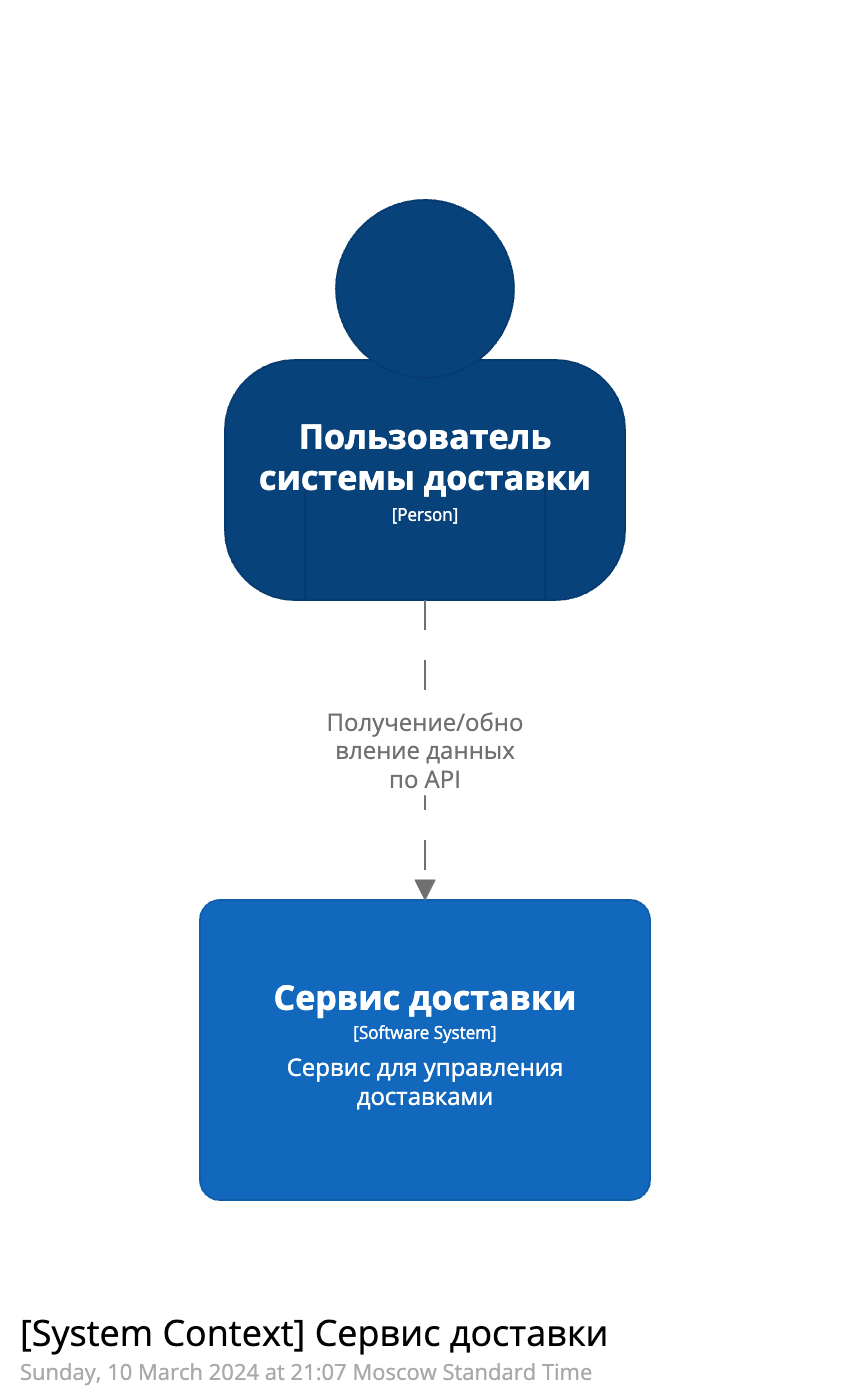 Пользователь
системы доставки
[Person]
Получение/обно
вление данных
по API
Сервис доставки
[Software System]
Сервис для управления
доставками
[System Context] Сервис доставки
Sunday, 10 March 2024 at 21:07 Moscow Standard Time